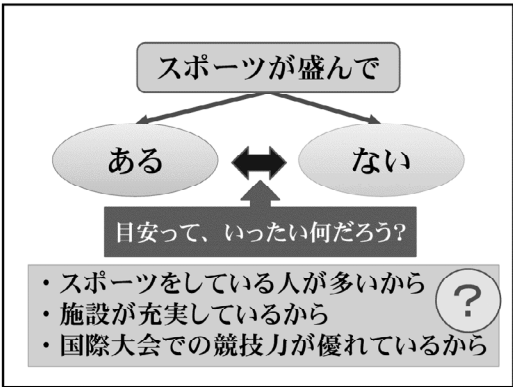 スポーツが盛んで
ある
ない
目安って、いったい何だろう?
・スポーツをしている人が多いから
・施設が充実しているから
・国際大会での競技力が優れているから
?